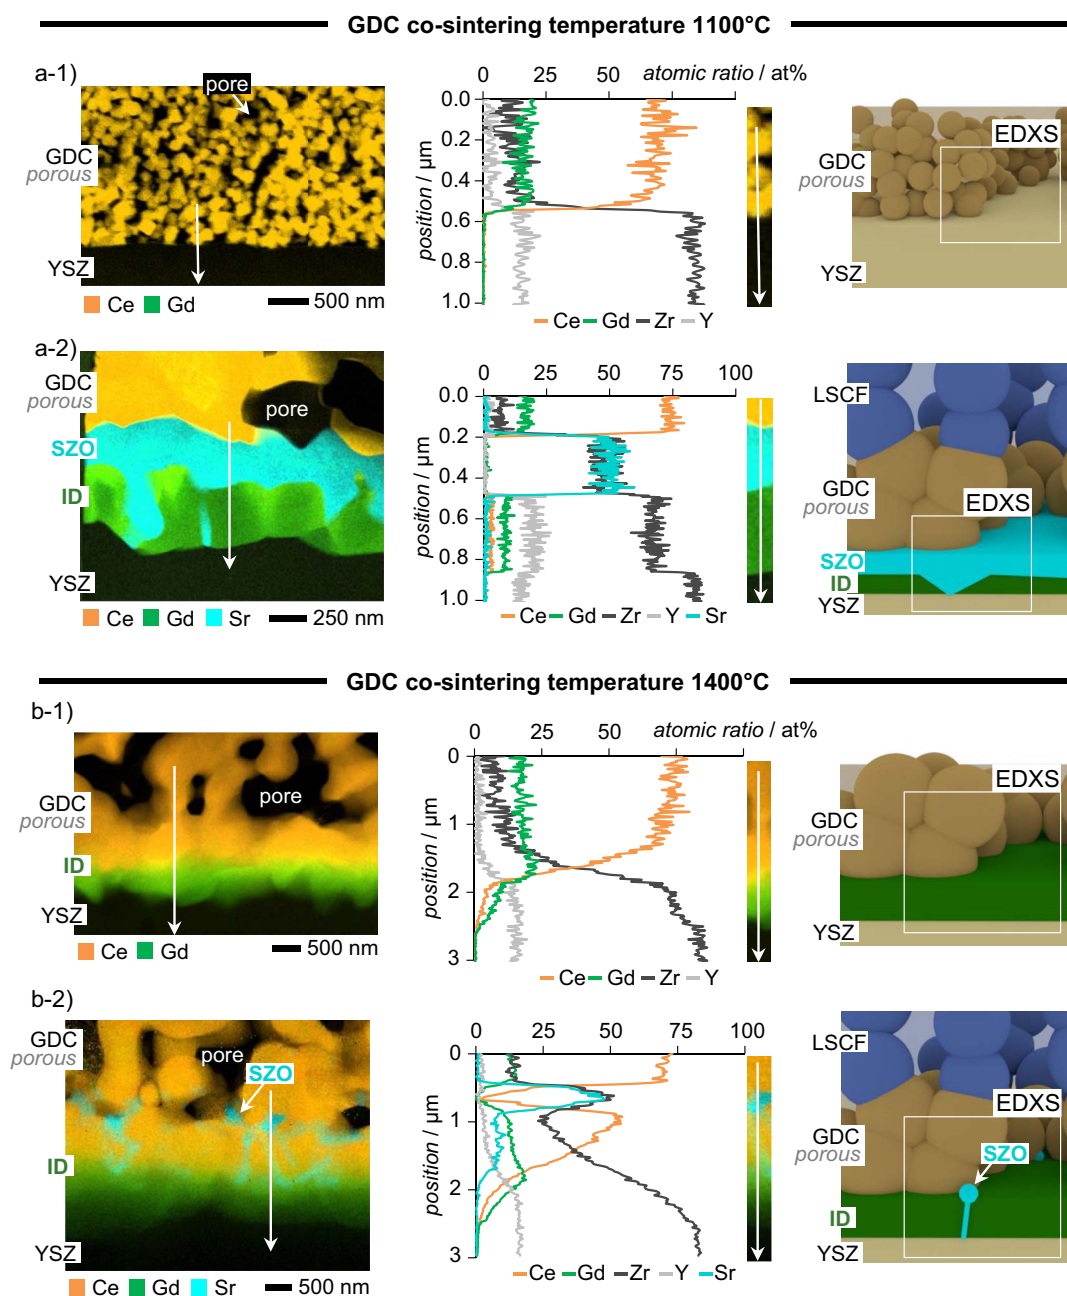 GDC co-sintering temperature 1100°C
a-1)
pore
GDC
porous
YSZ
Ce Gd
500 nm
0 25 50 atomic ratio / at%
position / µm
0.0
0.2
0.4
0.6
0.8
1.0
Ce Gd Zr Y
EDXS
GDC
porous
YSZ
a-2)
GDC
porous
pore
SZO
ID
YSZ
Ce Gd Sr
250 nm
0 25 50 75 100
position / µm
0.0
0.2
0.4
0.6
0.8
1.0
Ce Gd Zr Y Sr
LSCF
GDC
porous
EDXS
SZO
ID
YSZ
GDC co-sintering temperature 1400°C
b-1)
GDC
porous
pore
ID
YSZ
Ce Gd
500 nm
0 25 50 atomic ratio / at%
position / µm
0
1
2
3
Ce Gd Zr Y
EDXS
GDC
porous
YSZ
b-2)
GDC
porous
pore
SZO
ID
YSZ
Ce Gd Sr
500 nm
0 25 50 75 100
position / µm
0
1
2
3
Ce Gd Zr Y Sr
LSCF
EDXS
GDC
porous
SZO
ID
YSZ